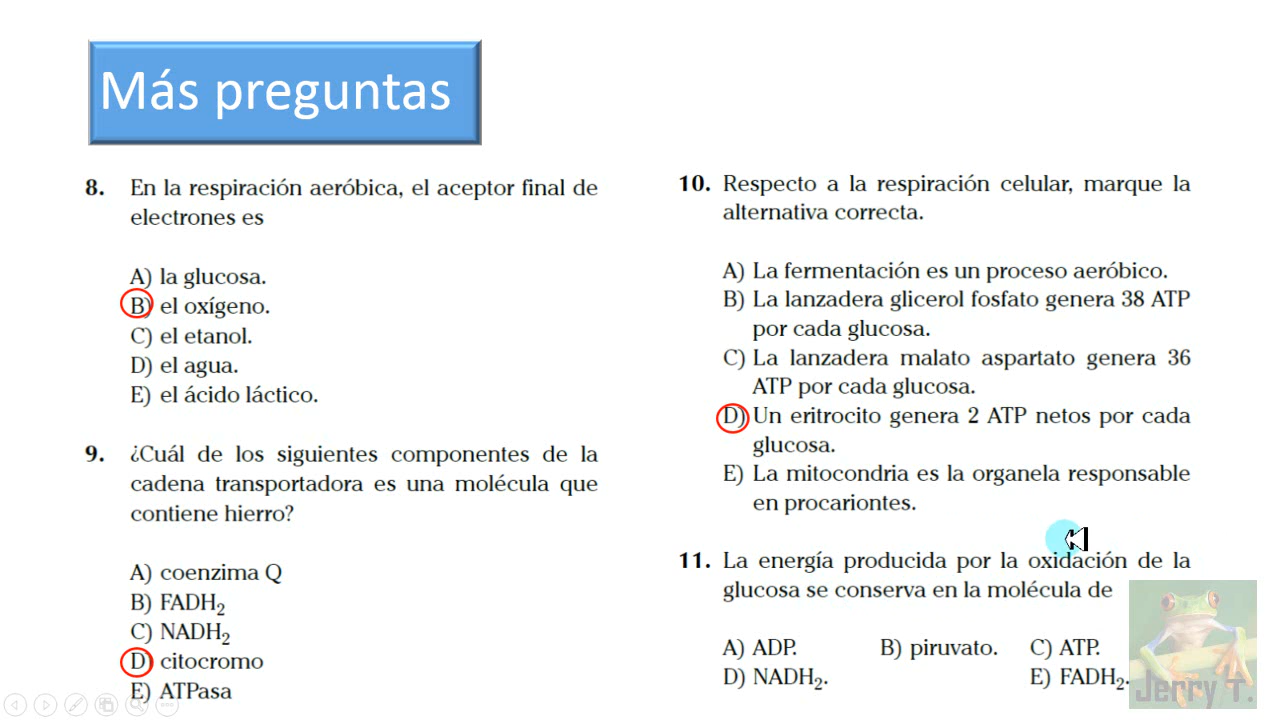 Más preguntas
8. En la respiración aeróbica, el aceptor final de
electrones es
A) la glucosa.
B) el oxígeno.
C) el etanol.
D) el agua.
E) el ácido láctico.
9. ¿Cuál de los siguientes componentes de la
cadena transportadora es una molécula que
contiene hierro?
A) coenzima Q
B) FADH₂
C) NADH₂
D) citocromo
E) ATPasa
10. Respecto a la respiración celular, marque la
alternativa correcta.
A) La fermentación es un proceso aeróbico.
B) La lanzadera glicerol fosfato genera 38 ATP
por cada glucosa.
C) La lanzadera malato aspartato genera 36
ATP por cada glucosa.
D) Un eritrocito genera 2 ATP netos por cada
glucosa.
E) La mitocondria es la organela responsable
en procariontes.
11. La energía producida por la oxidación de la
glucosa se conserva en la molécula de
A) ADP. B) piruvato. C) ATP.
D) NADH₂. E) FADH₂.
Jerry T.